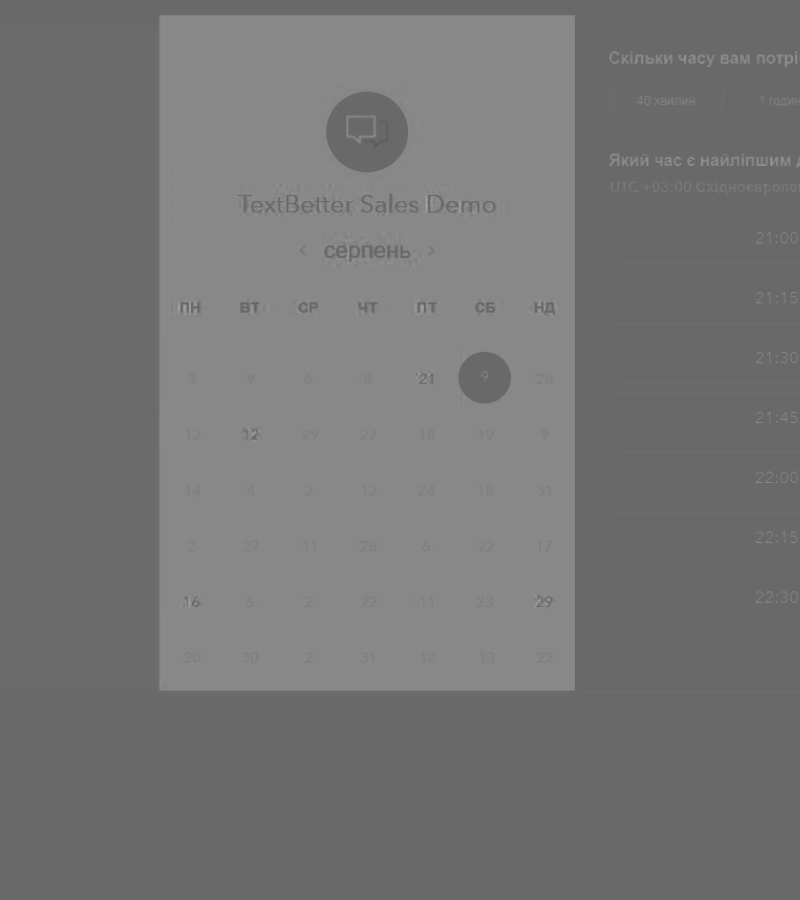 TextBetter Sales Demo
‹ серпень ›
ПН ВТ СР ЧТ ПТ СБ НД
3 9 6 8 21 9 28
12 12 29 27 18 19 9
14 4 2 12 24 18 31
2 27 11 28 6 22 17
16 6 2 22 11 23 29
20 30 2 31 12 13 22
Скільки часу вам потрі
40 хвилин 1 годин
Який час є найліпшим д
UTC +03:00 Східноєвропе
21:00
21:15
21:30
21:45
22:00
22:15
22:30